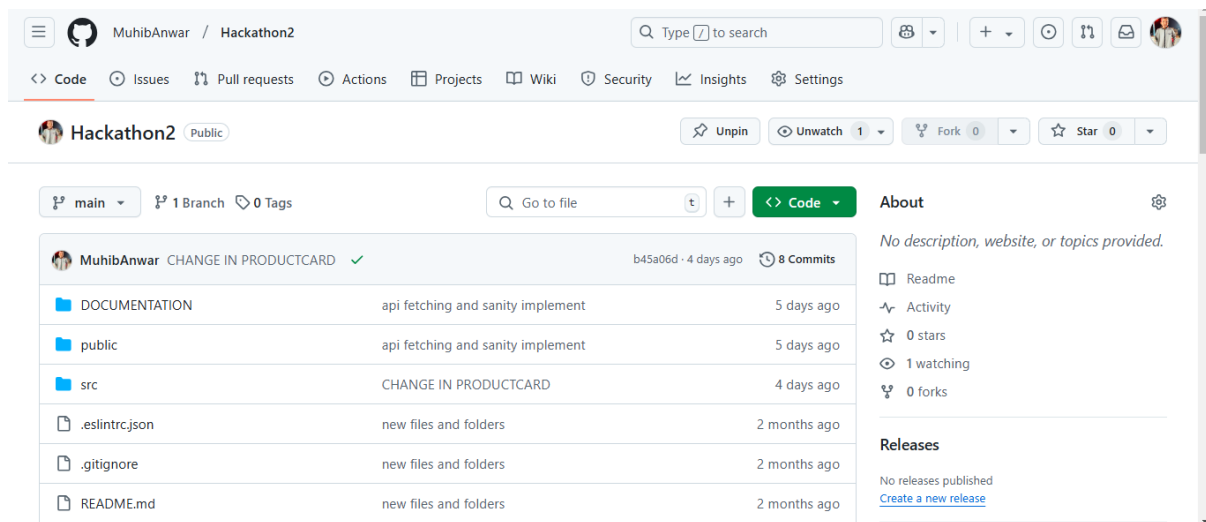 MuhibAnwar / Hackathon2 Type / to search
Code Issues Pull requests Actions Projects Wiki Security Insights Settings
Hackathon2 Public Unpin Unwatch 1 Fork 0 Star 0
main 1 Branch 0 Tags Go to file t Code
MuhibAnwar CHANGE IN PRODUCTCARD b45a06d · 4 days ago 8 Commits
DOCUMENTATION api fetching and sanity implement 5 days ago
public api fetching and sanity implement 5 days ago
src CHANGE IN PRODUCTCARD 4 days ago
.eslintrc.json new files and folders 2 months ago
.gitignore new files and folders 2 months ago
README.md new files and folders 2 months ago
About
No description, website, or topics provided.
Readme
Activity
0 stars
1 watching
0 forks
Releases
No releases published
Create a new release